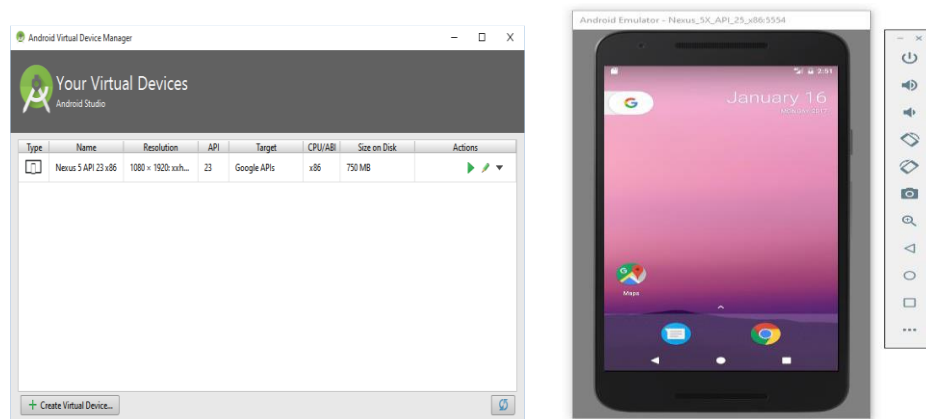 Android Virtual Device Manager
Your Virtual Devices
Android Studio
Type Name Resolution API Target CPU/ABI Size on Disk Actions
Nexus 5 API 23 x86 1080 × 1920: xxh... 23 Google APIs x86 750 MB
+ Create Virtual Device...
Android Emulator - Nexus_5X_API_25_x86:5554
2:51
G
January 16
Maps